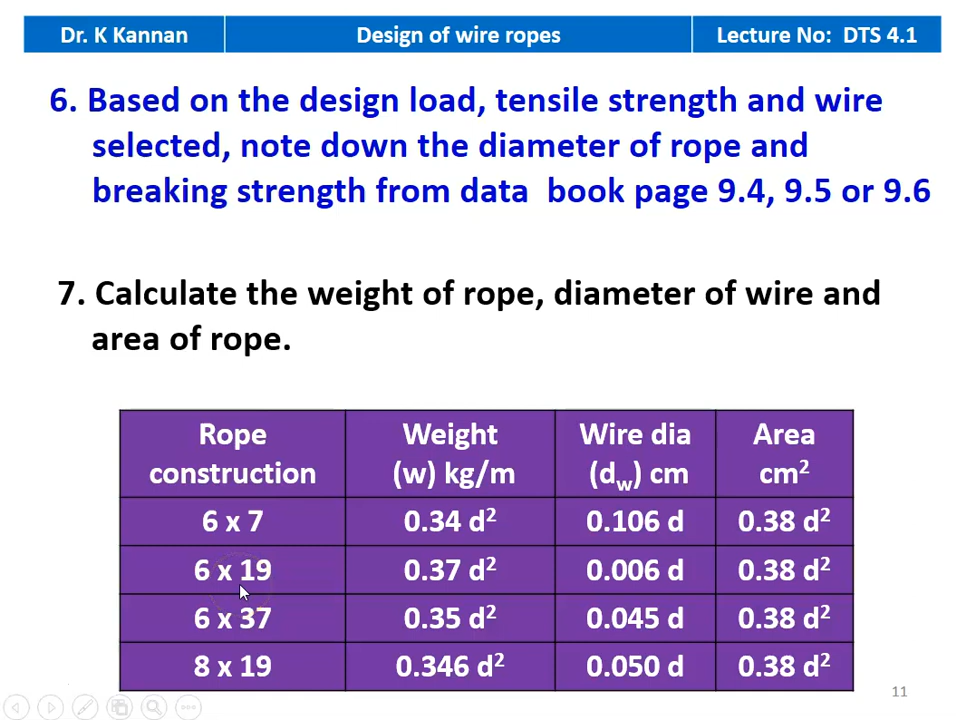 Dr. K Kannan Design of wire ropes Lecture No: DTS 4.1
6. Based on the design load, tensile strength and wire
selected, note down the diameter of rope and
breaking strength from data book page 9.4, 9.5 or 9.6
7. Calculate the weight of rope, diameter of wire and
area of rope.
Rope construction Weight (w) kg/m Wire dia (dw) cm Area cm²
6 x 7 0.34 d² 0.106 d 0.38 d²
6 x 19 0.37 d² 0.006 d 0.38 d²
6 x 37 0.35 d² 0.045 d 0.38 d²
8 x 19 0.346 d² 0.050 d 0.38 d²
11